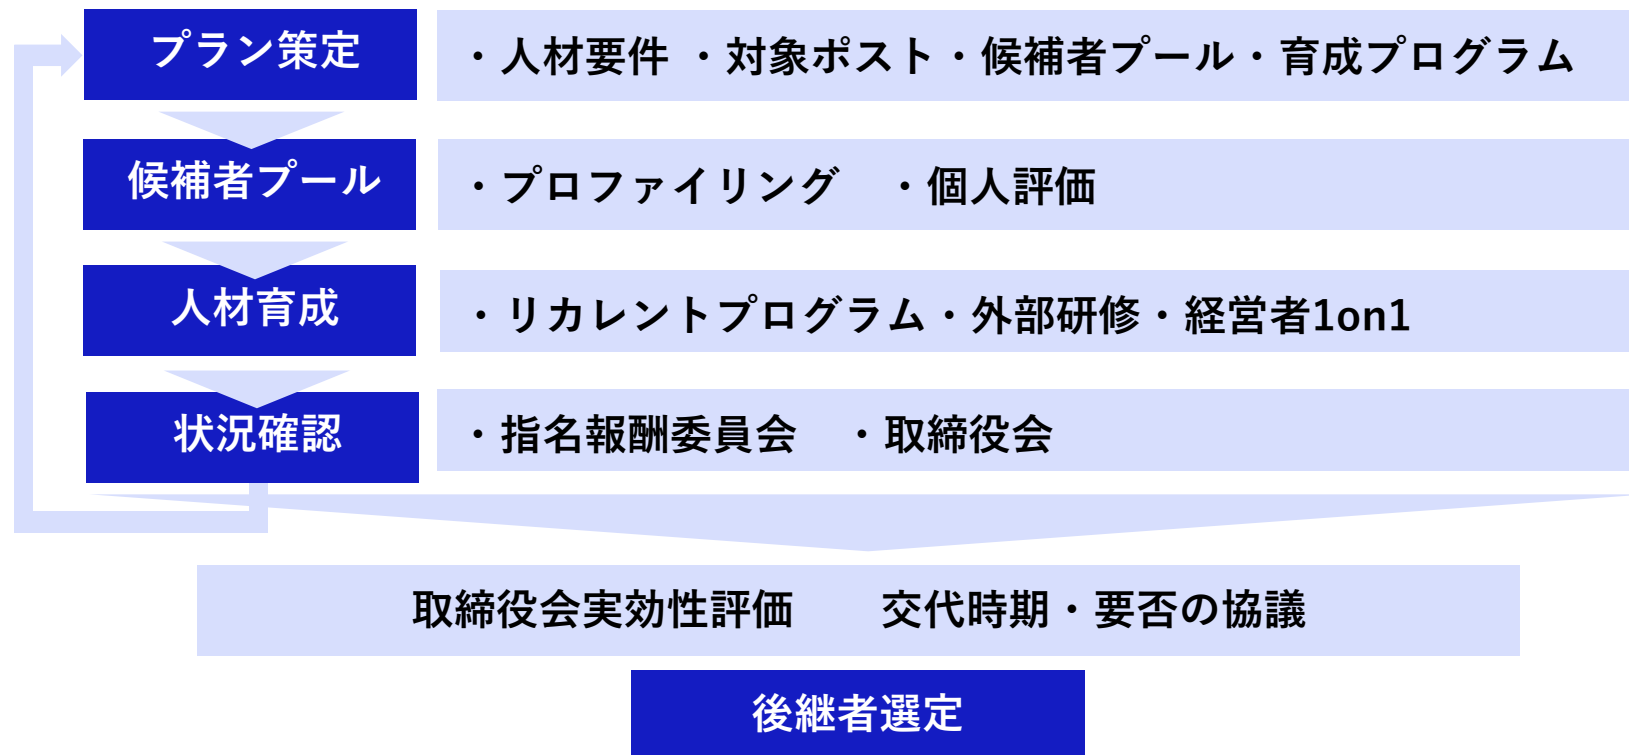 プラン策定
・人材要件 ・対象ポスト・候補者プール・育成プログラム
候補者プール
・プロファイリング　・個人評価
人材育成
・リカレントプログラム・外部研修・経営者1on1
状況確認
・指名報酬委員会　・取締役会
取締役会実効性評価　　交代時期・要否の協議
後継者選定